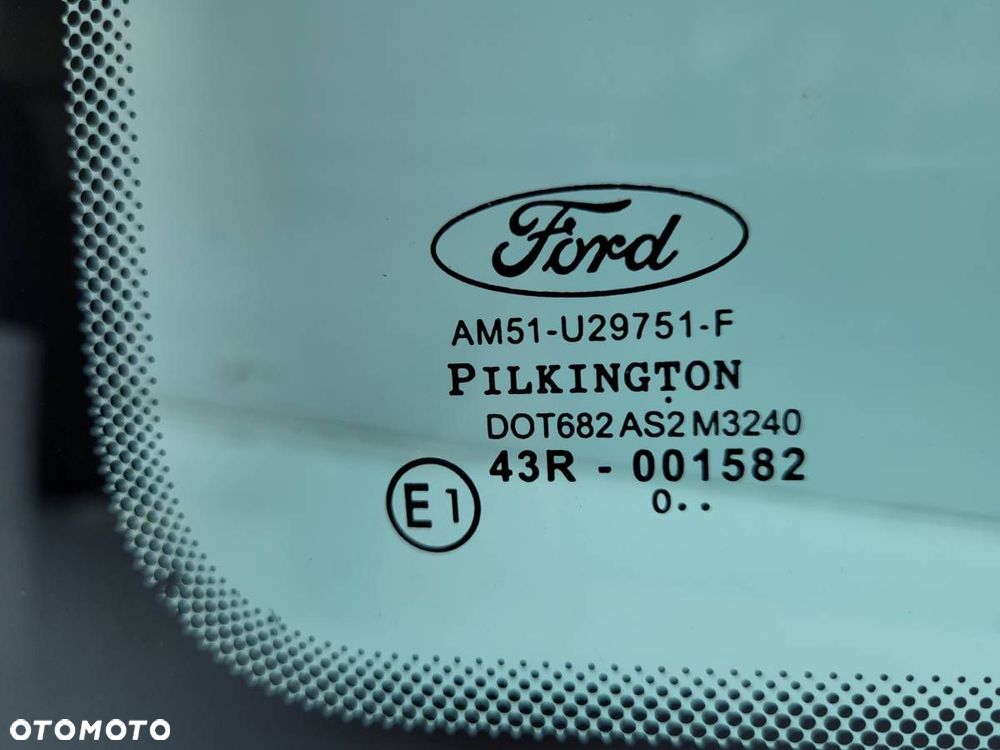 Ford
AM51-U29751-F
PILKINGTON
DOT682 AS2 M3240
43R - 001582
E1
0..
OTOMOTO